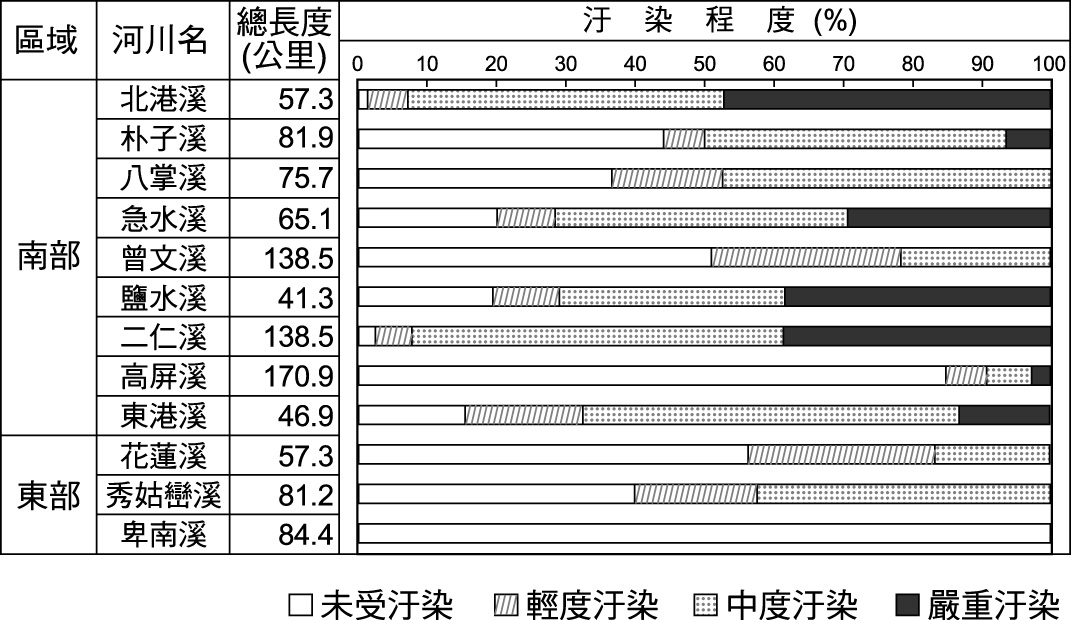 區域 河川名 總長度(公里) 汙染程度(%)
0 10 20 30 40 50 60 70 80 90 100
南部
北港溪 57.3
朴子溪 81.9
八掌溪 75.7
急水溪 65.1
曾文溪 138.5
鹽水溪 41.3
二仁溪 138.5
高屏溪 170.9
東港溪 46.9
東部
花蓮溪 57.3
秀姑巒溪 81.2
卑南溪 84.4
未受汙染 輕度汙染 中度汙染 嚴重汙染